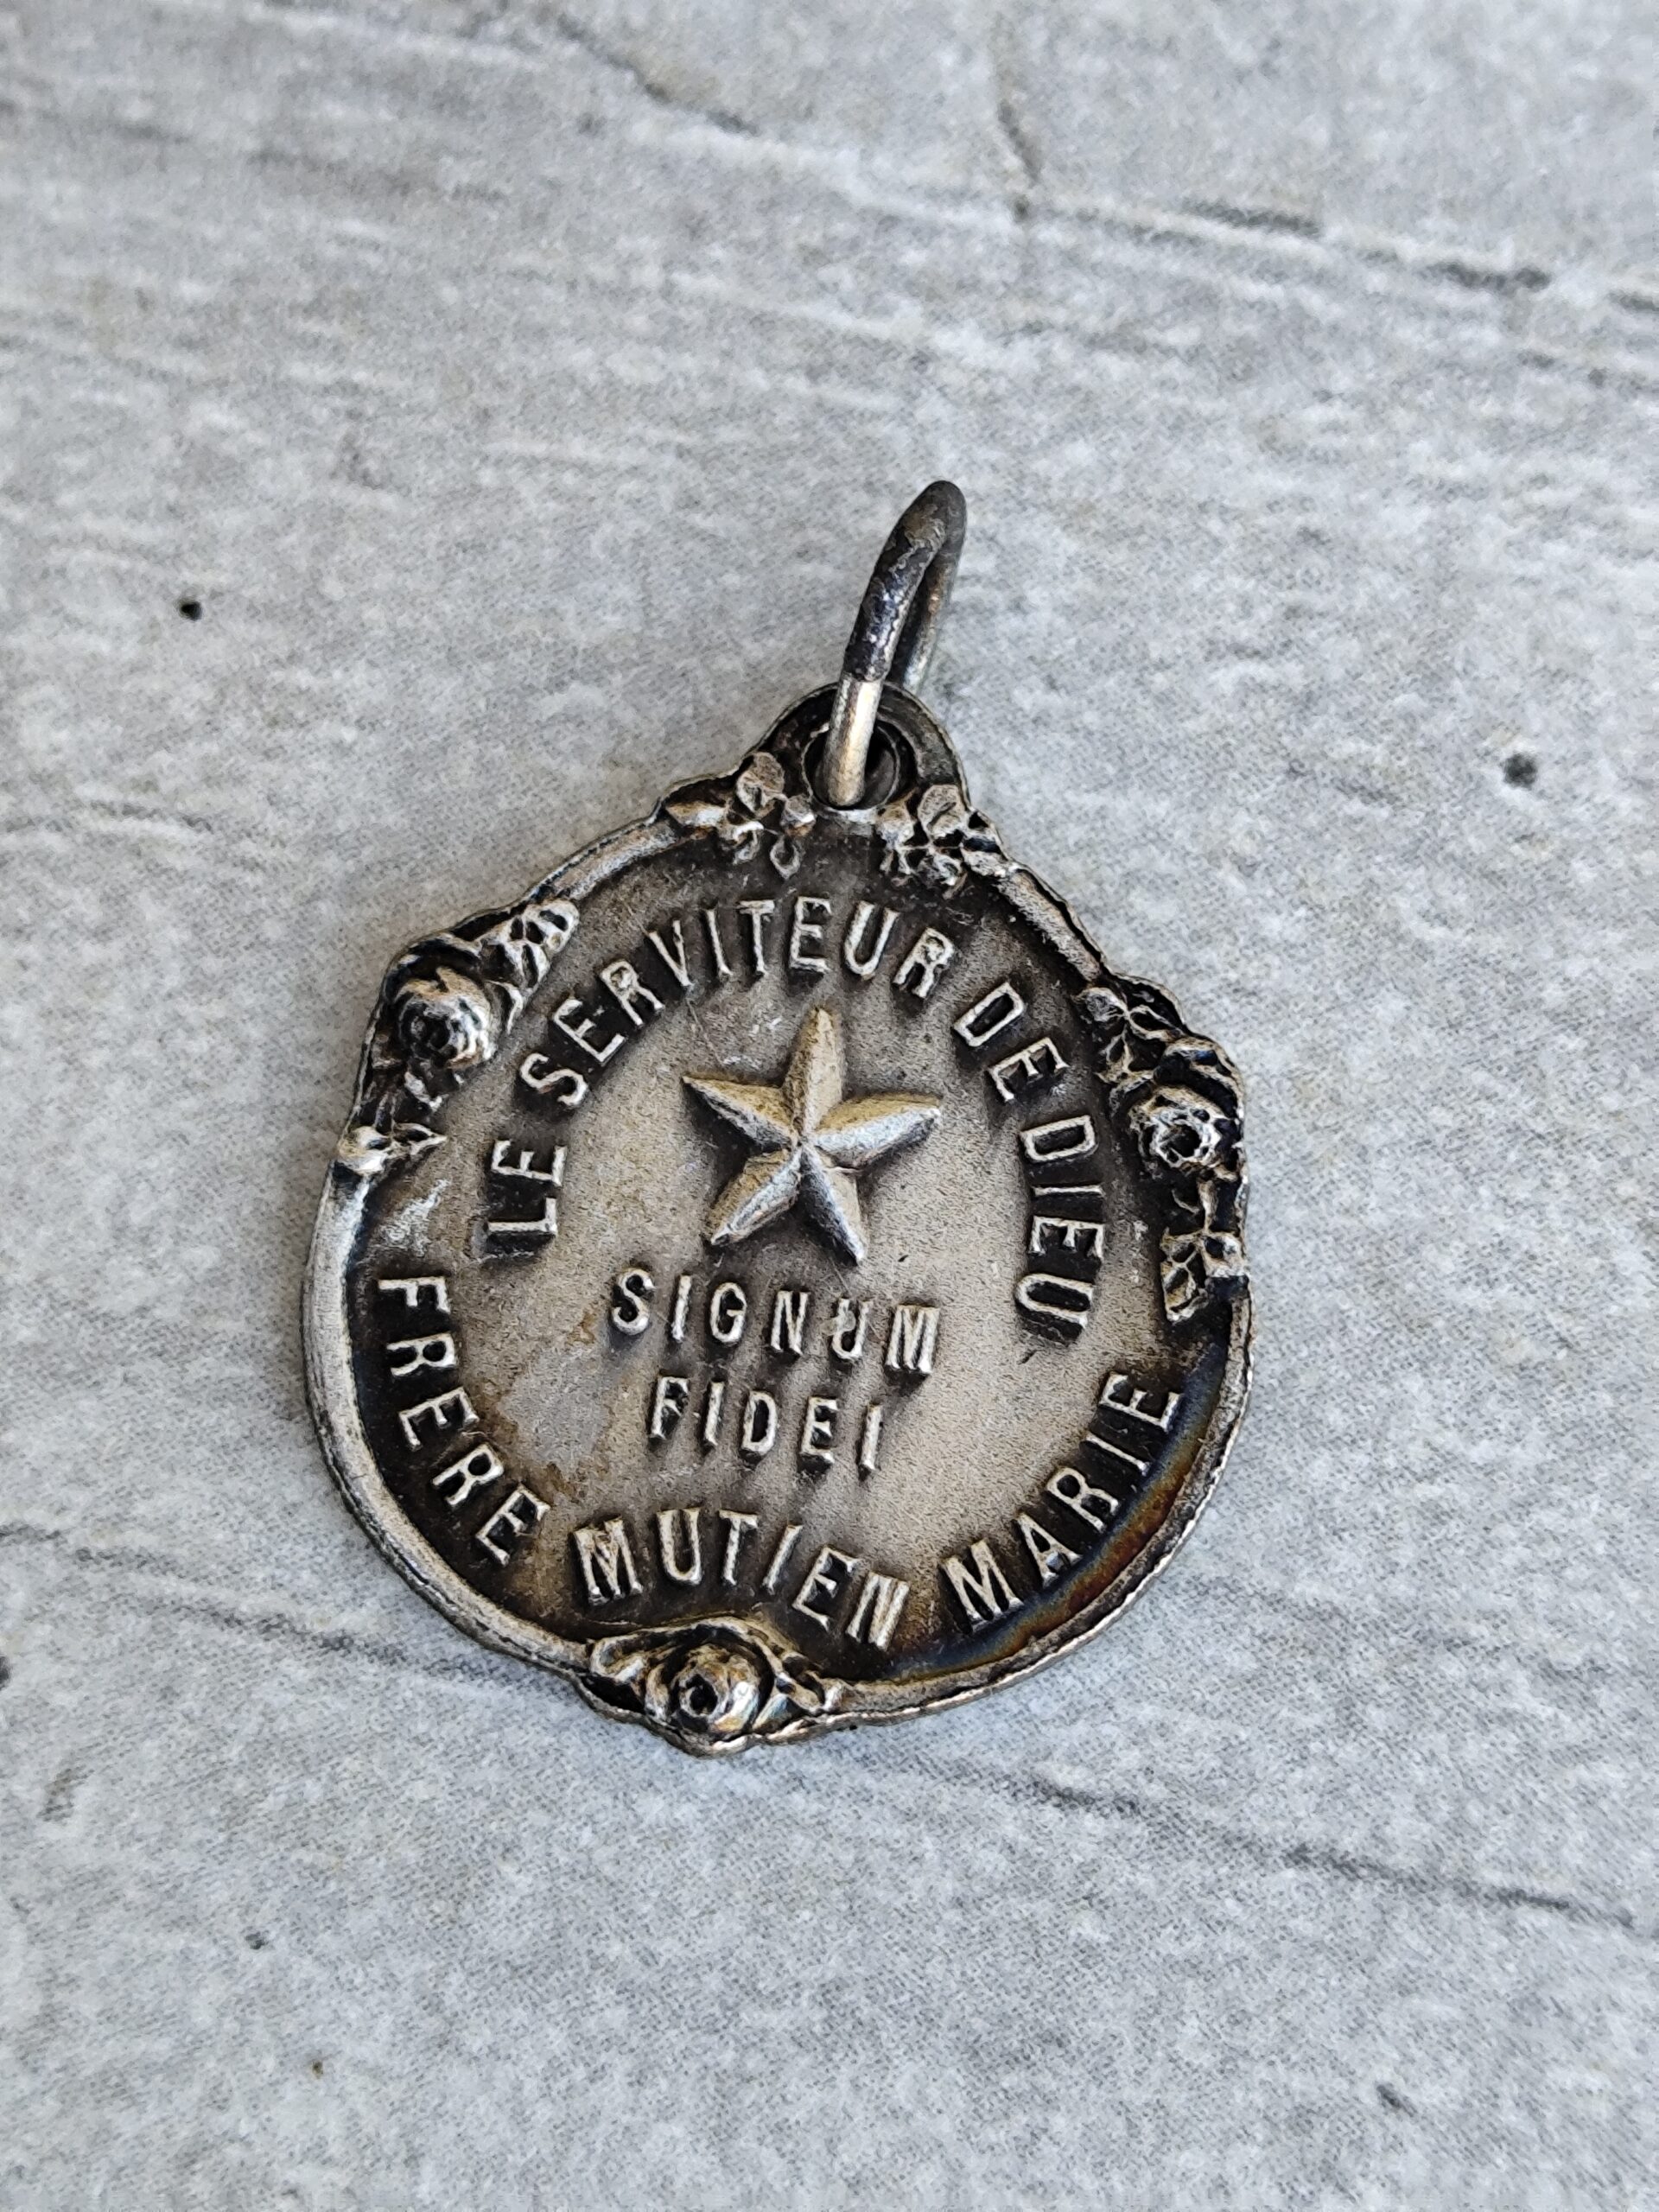 LE SERVITEUR DE DIEU
SIGNUM
FIDEI
FRERE MUTIEN MARIE